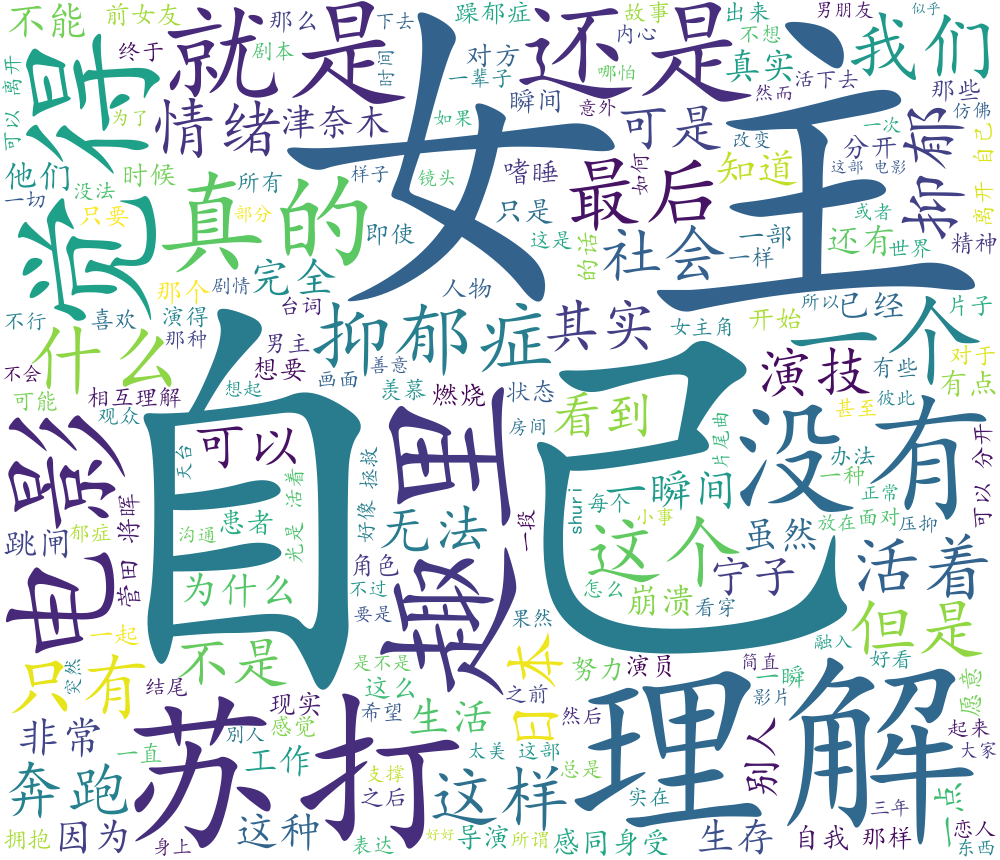 不能
前女友
那么
下去
躁郁症
故事
出来
男朋友
似乎
就是
还是
我们
终于
剧本
时间
对方
内心
不想
一辈子
哪怕
真实
活下去
那些
可以
离开
觉得
为了
情绪
津奈木
瞬间
意外
然而
仿佛
如果
可是
改变
分开
一次
自己
女主
他们
时候
所有
样子
镜头
嗜睡
如何
知道
这部
电影
抑郁
一切
没法
只要
部分
真的
即使
只是
最后
或者
离开
这是
的话
社会
一部
一样
还有
世界
精神
那个
剧情
完全
台词
人物
所以
已经
片子
不行
喜欢
演得
那种
男主
抑郁症
其实
女主角
开始
一个
什么
想要
画面
善意
不会
可能
相互理解
想起
羡慕
燃烧
状态
演技
有些
对于
有点
观众
看到
甚至
彼此
电影
可以
天台
自己
趣里
房间
片尾曲
没有
办法
一种
可以
分开
将晖
菅田
郁症
跳闸
患者
沟通
光是
活着
好像
拯救
无法
一段
shuri
一瞬间
每个
小事
这个
虽然
正常
放在
面对
压抑
为什么
角色
不过
要是
果然
怎么
宁子
崩溃
看穿
活着
但是
一起
突然
只有
不是
是不是
这么
日本
努力
演员
简直
一瞬
影片
融入
好看
愿意
结尾
现实
感觉
希望
生活
之前
然后
理解
别人
起来
大家
非常
一直
别人
工作
苏打
太美
这部
总是
奔跑
支撑
之后
这样
实在
三年
一点
恋人
东西
拥抱
因为
身上
这种
表达
好好
导演
所谓
感同身受
生存
自我
那样